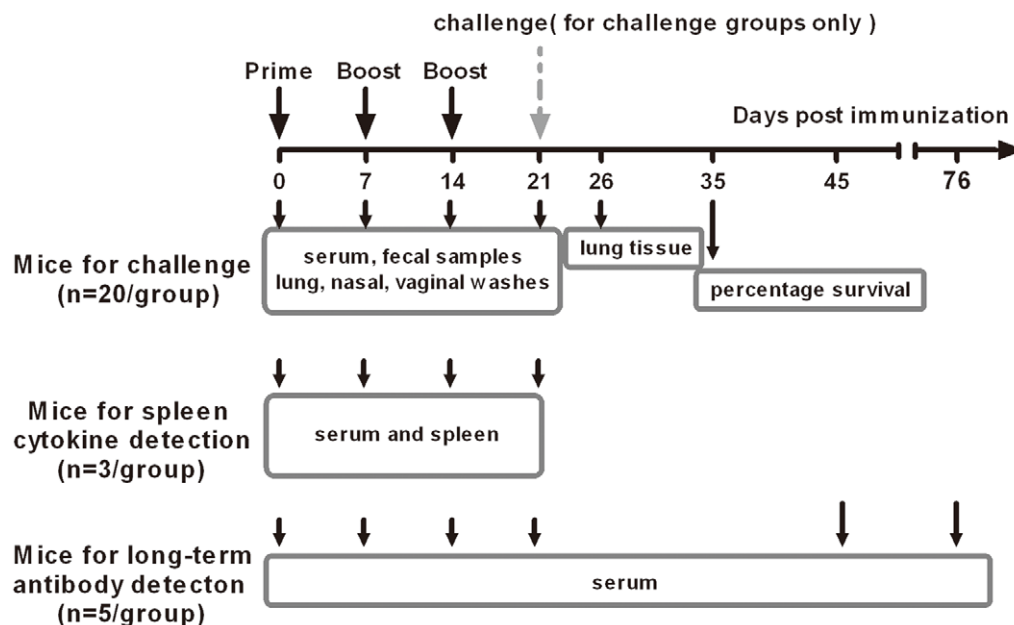 challenge( for challenge groups only )
Prime Boost Boost
Days post immunization
0 7 14 21 26 35 45 76
Mice for challenge
(n=20/group)
serum, fecal samples
lung, nasal, vaginal washes
lung tissue
percentage survival
Mice for spleen
cytokine detection
(n=3/group)
serum and spleen
Mice for long-term
antibody detecton
(n=5/group)
serum